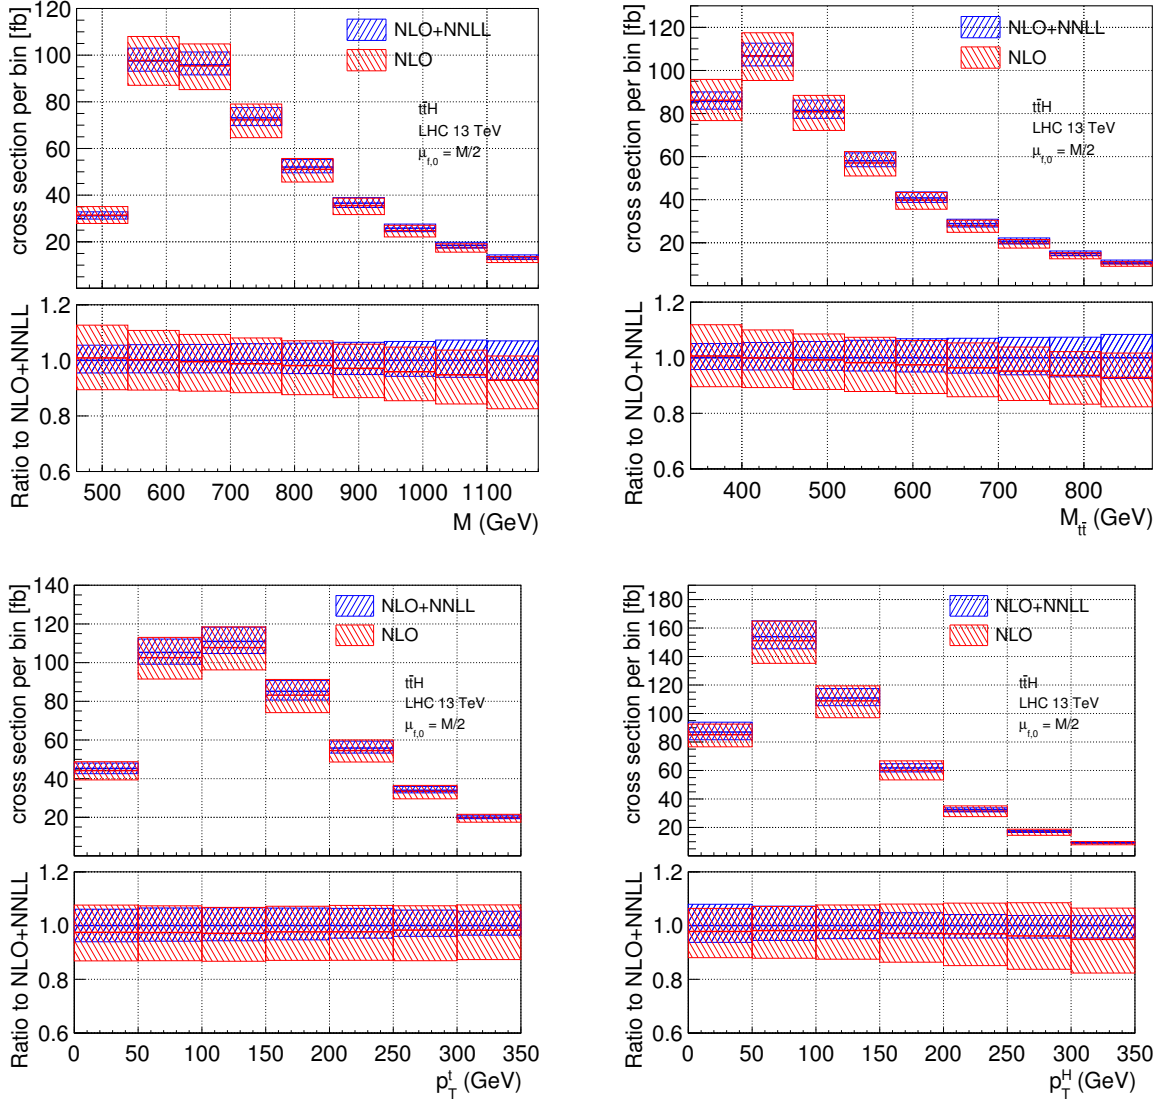 cross section per bin [fb]
120
100
80
60
40
20
NLO+NNLL
NLO
tt̄H
LHC 13 TeV
μf,0 = M/2
Ratio to NLO+NNLL
1.2
1.0
0.8
0.6
500 600 700 800 900 1000 1100
M (GeV)
cross section per bin [fb]
120
100
80
60
40
20
NLO+NNLL
NLO
tt̄H
LHC 13 TeV
μf,0 = M/2
Ratio to NLO+NNLL
1.2
1.0
0.8
0.6
400 500 600 700 800
Mtt̄ (GeV)
cross section per bin [fb]
140
120
100
80
60
40
20
NLO+NNLL
NLO
tt̄H
LHC 13 TeV
μf,0 = M/2
Ratio to NLO+NNLL
1.2
1.0
0.8
0.6
0 50 100 150 200 250 300 350
pTt (GeV)
cross section per bin [fb]
180
160
140
120
100
80
60
40
20
NLO+NNLL
NLO
tt̄H
LHC 13 TeV
μf,0 = M/2
Ratio to NLO+NNLL
1.2
1.0
0.8
0.6
0 50 100 150 200 250 300 350
pTH (GeV)